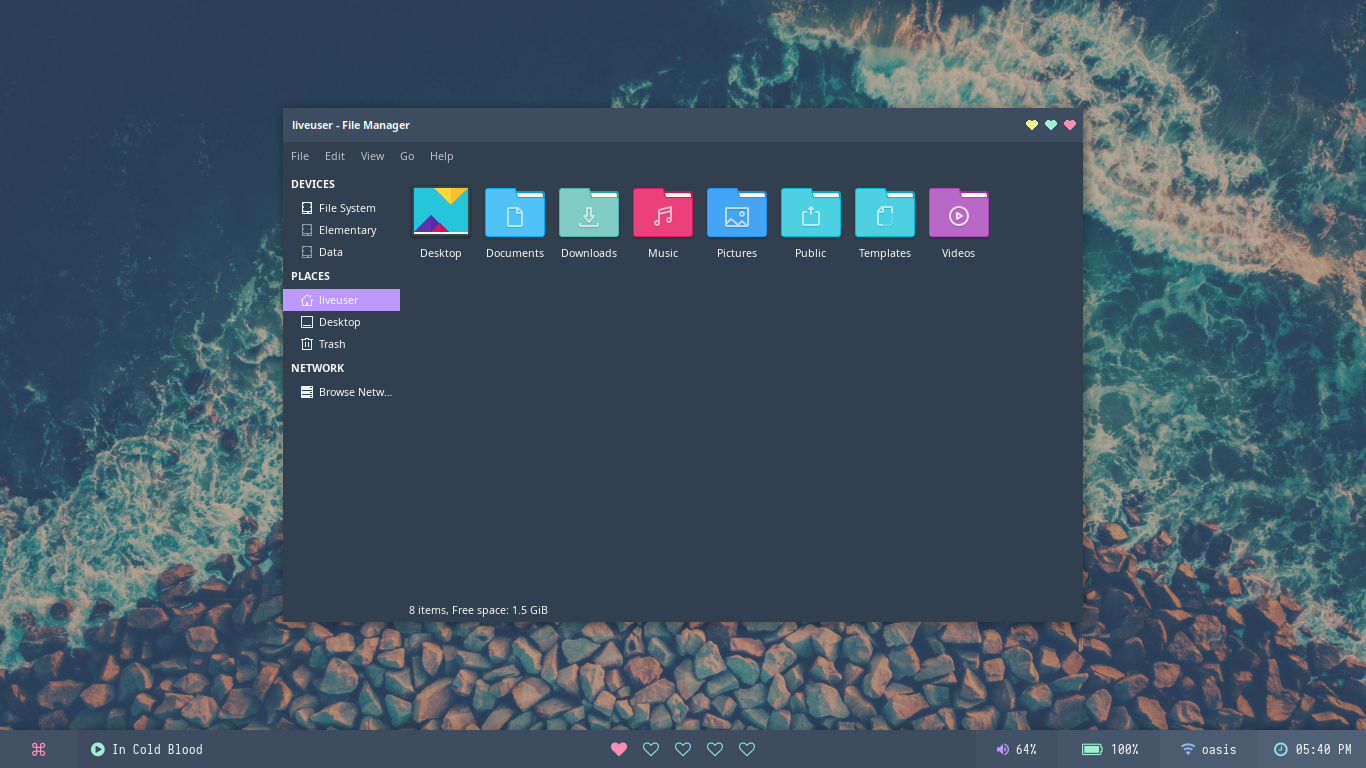 liveuser - File Manager
File Edit View Go Help
DEVICES
File System
Elementary
Data
PLACES
liveuser
Desktop
Trash
NETWORK
Browse Netw...
Desktop Documents Downloads Music Pictures Public Templates Videos
8 items, Free space: 1.5 GiB
In Cold Blood 64% 100% oasis 05:40 PM